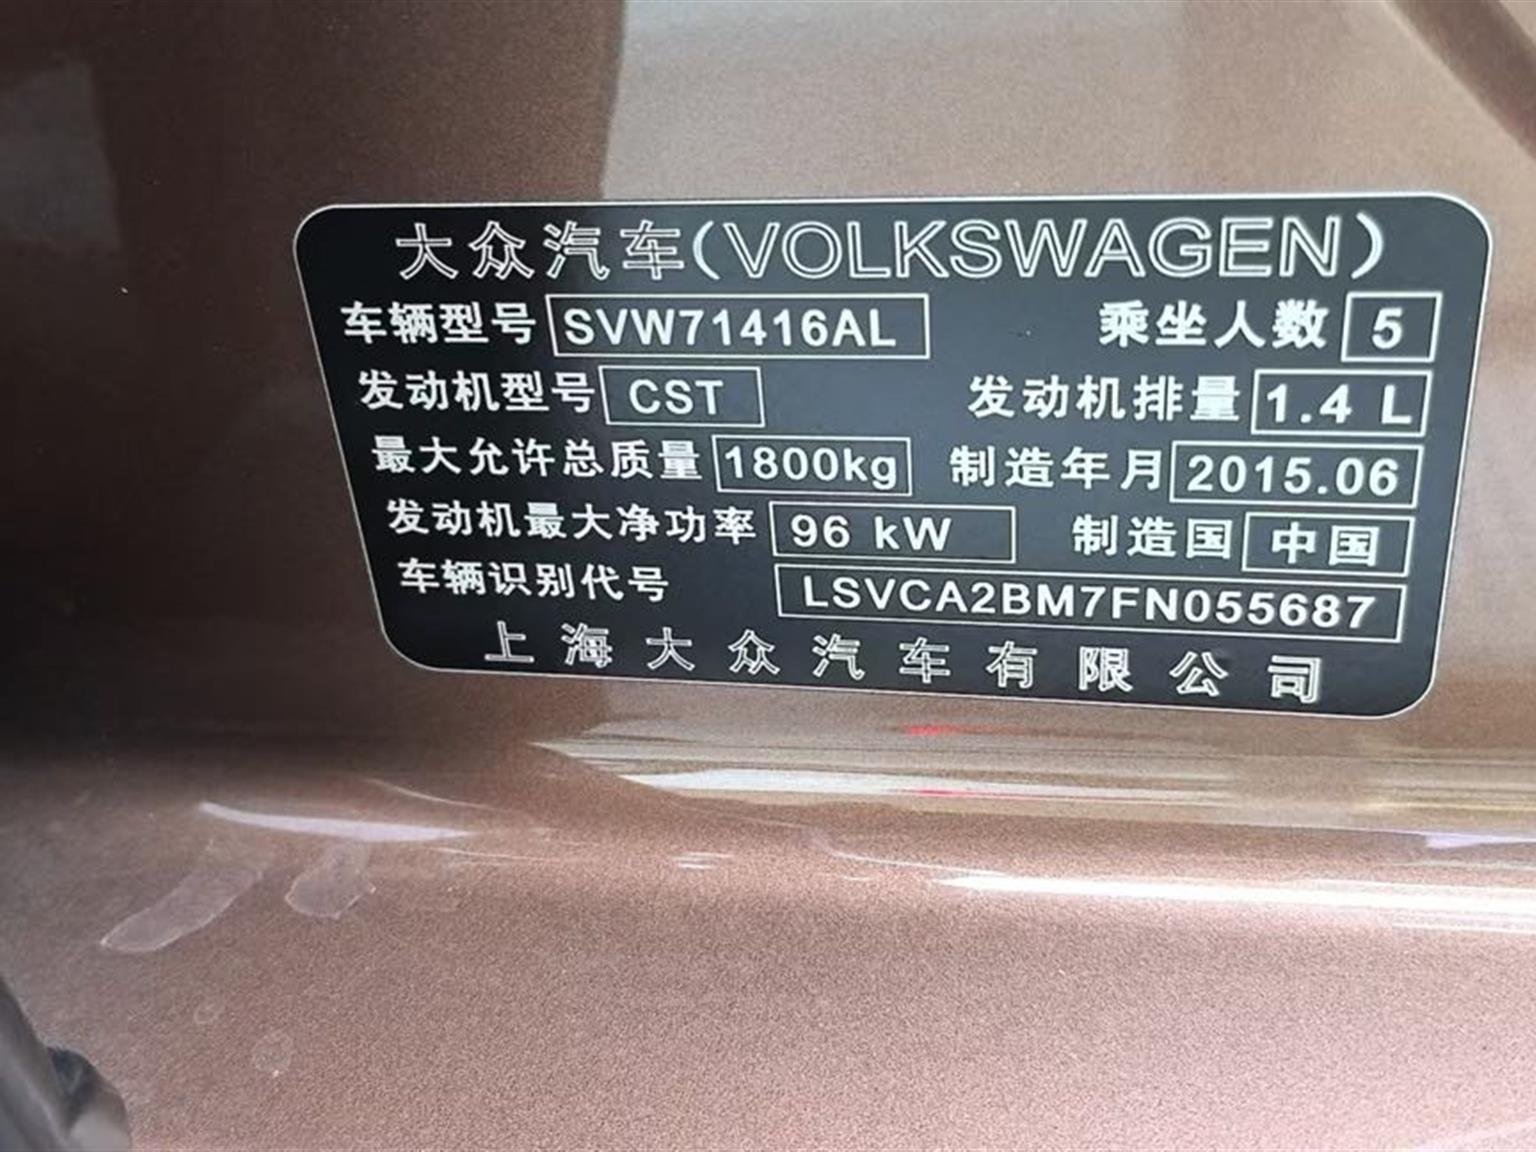 大众汽车(VOLKSWAGEN)
车辆型号 SVW71416AL 乘坐人数 5
发动机型号 CST 发动机排量 1.4 L
最大允许总质量 1800kg 制造年月 2015.06
发动机最大净功率 96 kW 制造国 中国
车辆识别代号 LSVCA2BM7FN055687
上海大众汽车有限公司